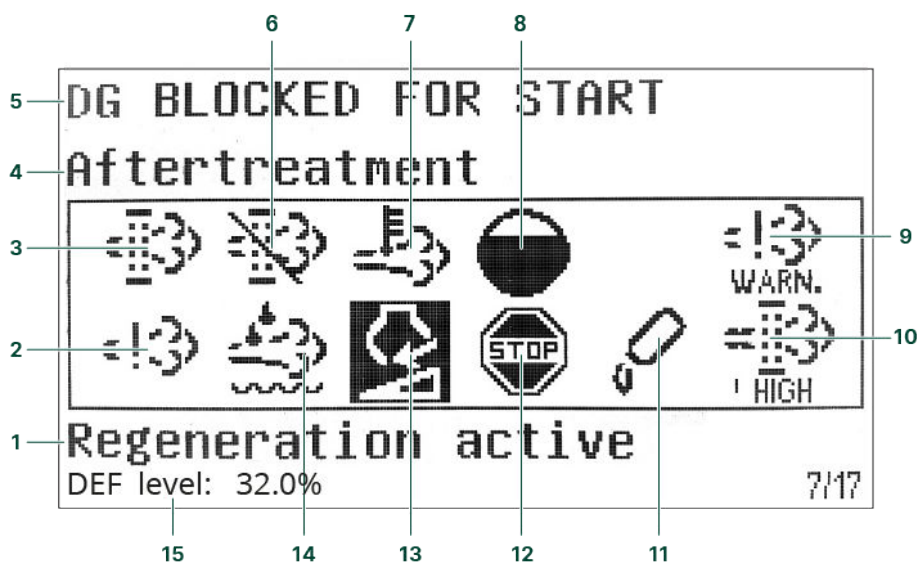 6 7 8
5 DG BLOCKED FOR START
4 Aftertreatment
3 9
WARN.
2 STOP 10
! HIGH
1 Regeneration active
DEF level: 32.0% 7/17
15 14 13 12 11